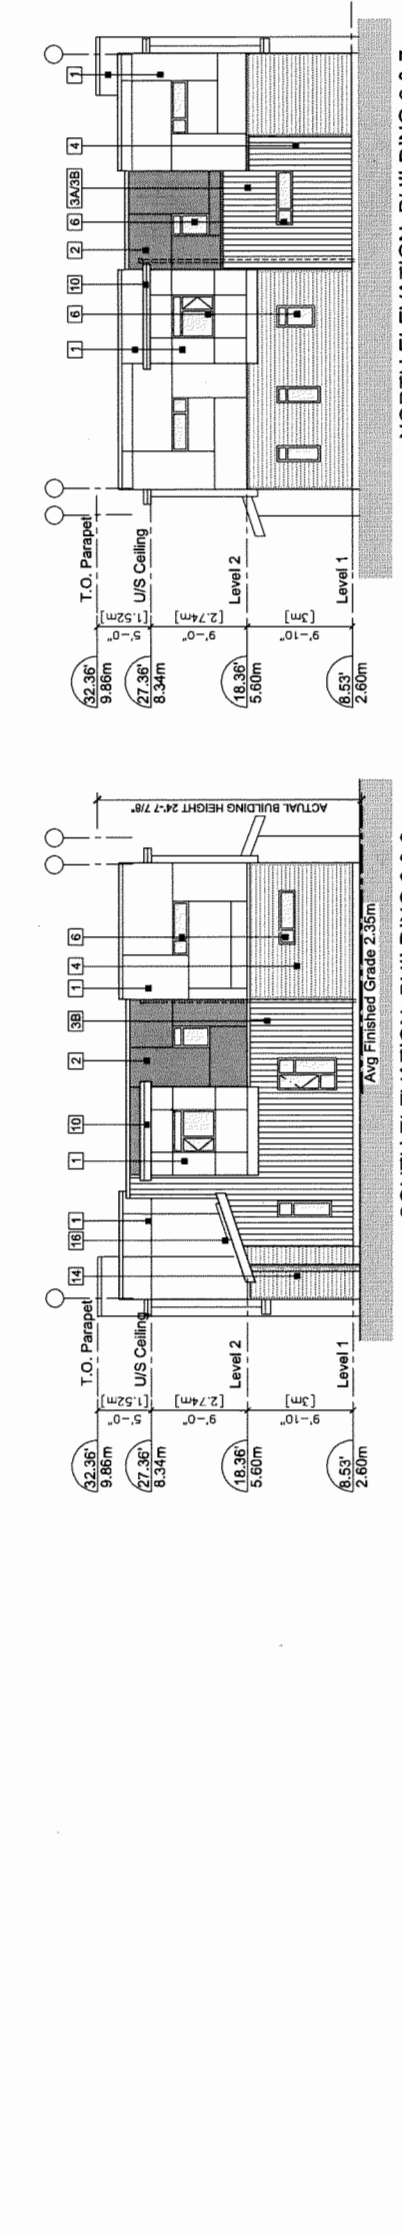 32.36'
9.86m
T.O. Parapet
27.36'
8.34m
U/S Ceiling
18.36'
5.60m
Level 2
8.53'
2.60m
Level 1
5'-0"
[1.52m]
9'-0"
[2.74m]
9'-10"
[3m]
14
16
1
1
10
2
3B
1
4
6
ACTUAL BUILDING HEIGHT 24'-7 7/8"
Avg Finished Grade 2.35m
32.36'
9.86m
T.O. Parapet
27.36'
8.34m
U/S Ceiling
18.36'
5.60m
Level 2
8.53'
2.60m
Level 1
5'-0"
[1.52m]
9'-0"
[2.74m]
9'-10"
[3m]
1
6
10
2
6
3A/3B
4
1